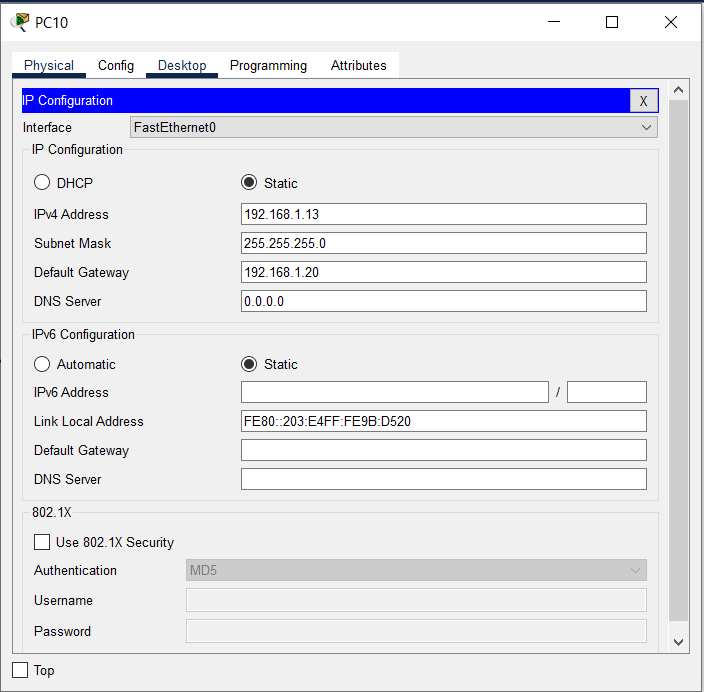 PC10
Physical Config Desktop Programming Attributes
IP Configuration X
Interface FastEthernet0
IP Configuration
DHCP Static
IPv4 Address 192.168.1.13
Subnet Mask 255.255.255.0
Default Gateway 192.168.1.20
DNS Server 0.0.0.0
IPv6 Configuration
Automatic Static
IPv6 Address /
Link Local Address FE80::203:E4FF:FE9B:D520
Default Gateway
DNS Server
802.1X
Use 802.1X Security
Authentication MD5
Username
Password
Top